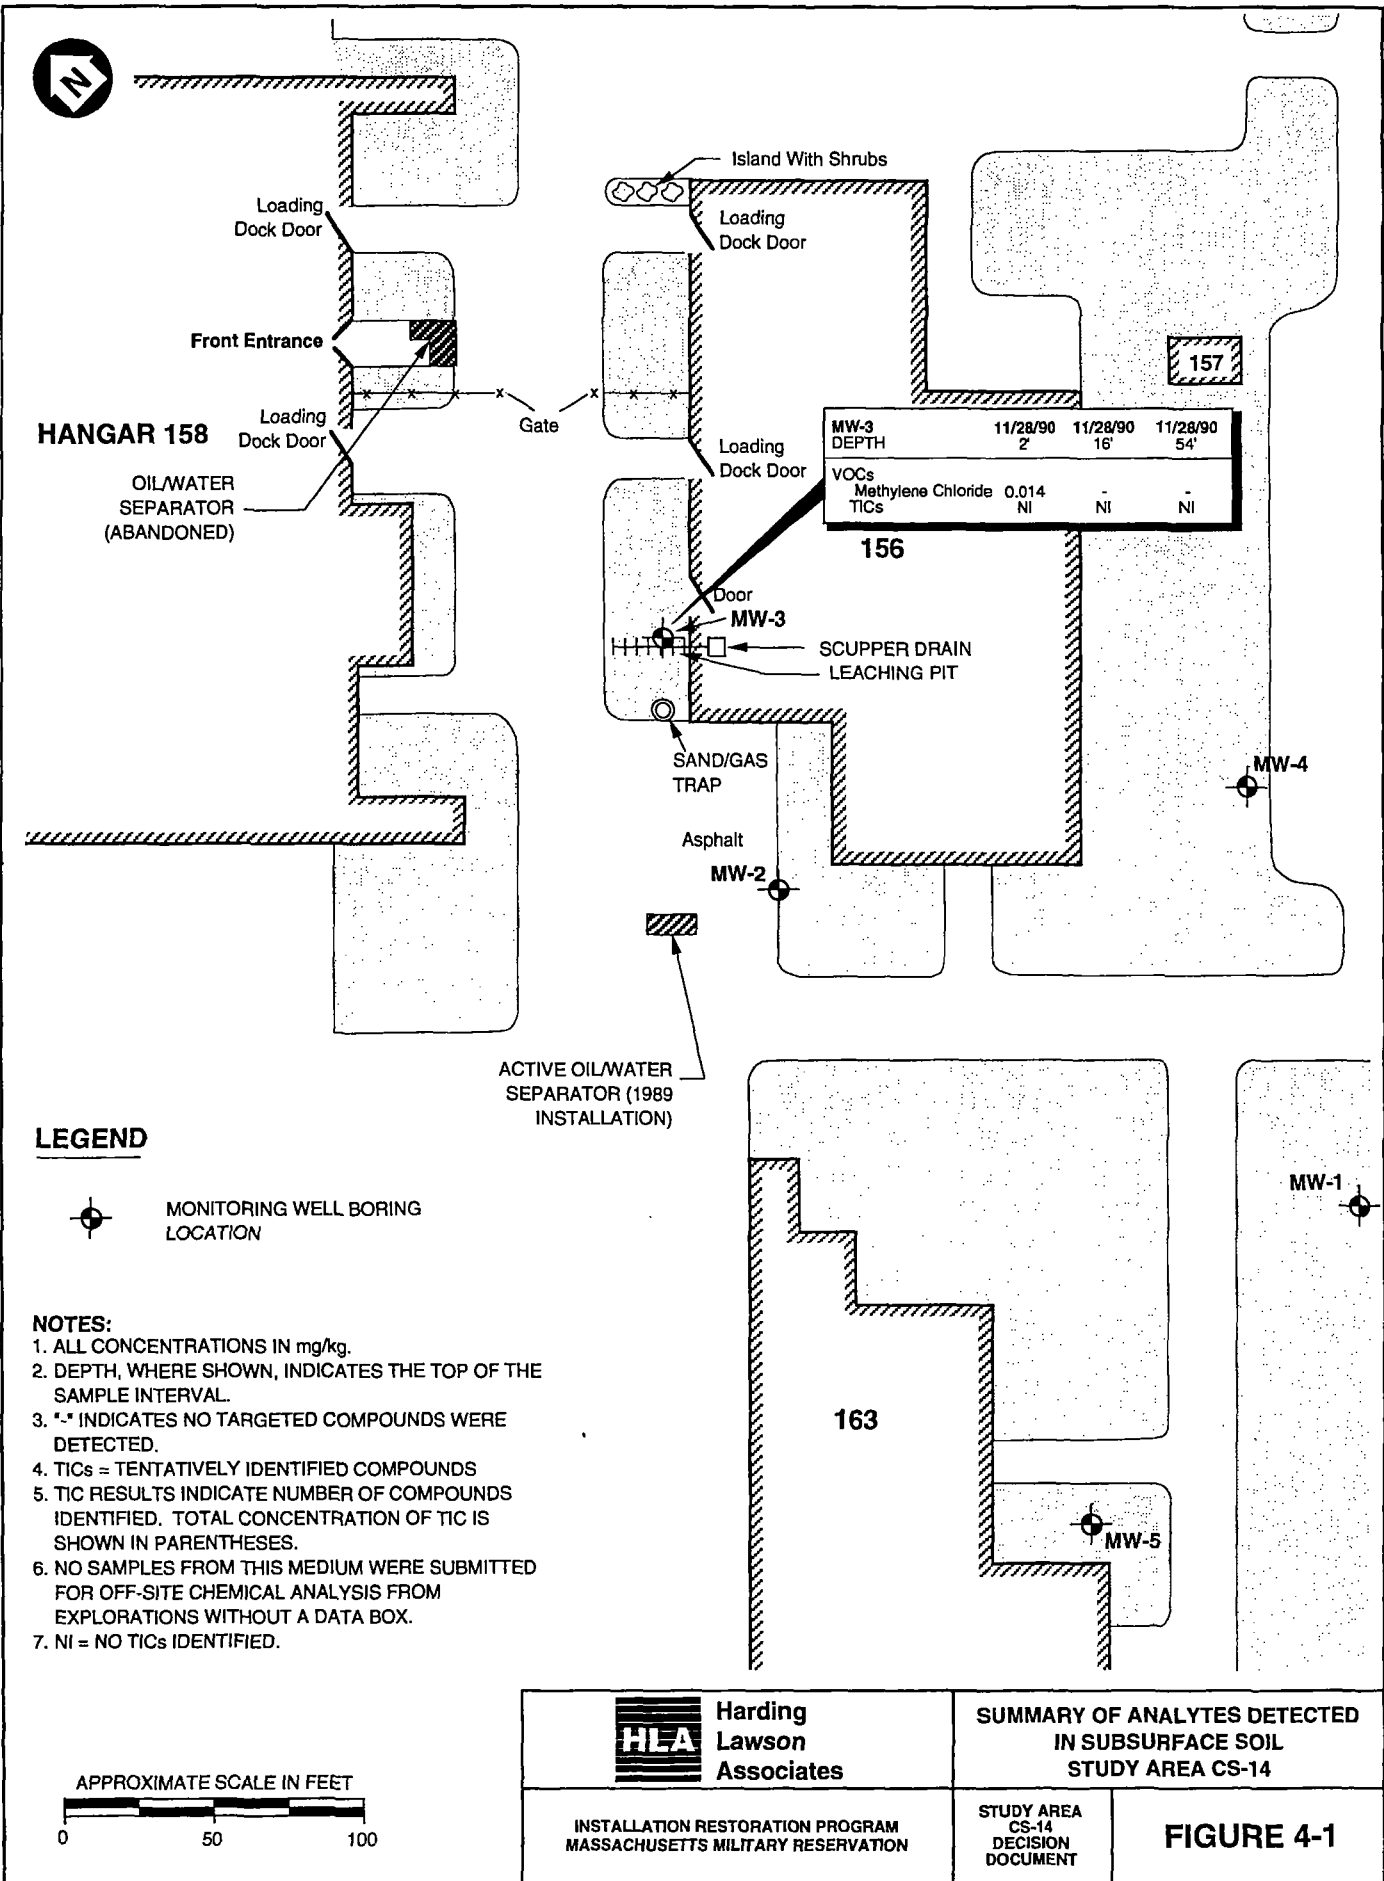 N
Island With Shrubs
Loading
Dock Door
Loading
Dock Door
157
Front Entrance
Gate
HANGAR 158
Loading
Dock Door
Loading
Dock Door
MW-3 11/28/90 11/28/90 11/28/90
DEPTH 2' 16' 54'
VOCs
Methylene Chloride 0.014 - -
TICs NI NI NI
OIL/WATER
SEPARATOR
(ABANDONED)
156
Door
MW-3
SCUPPER DRAIN
LEACHING PIT
SAND/GAS
TRAP
MW-4
Asphalt
MW-2
ACTIVE OIL/WATER
SEPARATOR (1989
INSTALLATION)
LEGEND
MONITORING WELL BORING
LOCATION
MW-1
NOTES:
1. ALL CONCENTRATIONS IN mg/kg.
2. DEPTH, WHERE SHOWN, INDICATES THE TOP OF THE
SAMPLE INTERVAL.
3. "-" INDICATES NO TARGETED COMPOUNDS WERE
DETECTED.
4. TICs = TENTATIVELY IDENTIFIED COMPOUNDS
5. TIC RESULTS INDICATE NUMBER OF COMPOUNDS
IDENTIFIED. TOTAL CONCENTRATION OF TIC IS
SHOWN IN PARENTHESES.
6. NO SAMPLES FROM THIS MEDIUM WERE SUBMITTED
FOR OFF-SITE CHEMICAL ANALYSIS FROM
EXPLORATIONS WITHOUT A DATA BOX.
7. NI = NO TICs IDENTIFIED.
163
MW-5
APPROXIMATE SCALE IN FEET
0 50 100
HLA
Harding
Lawson
Associates
SUMMARY OF ANALYTES DETECTED
IN SUBSURFACE SOIL
STUDY AREA CS-14
INSTALLATION RESTORATION PROGRAM
MASSACHUSETTS MILITARY RESERVATION
STUDY AREA
CS-14
DECISION
DOCUMENT
FIGURE 4-1